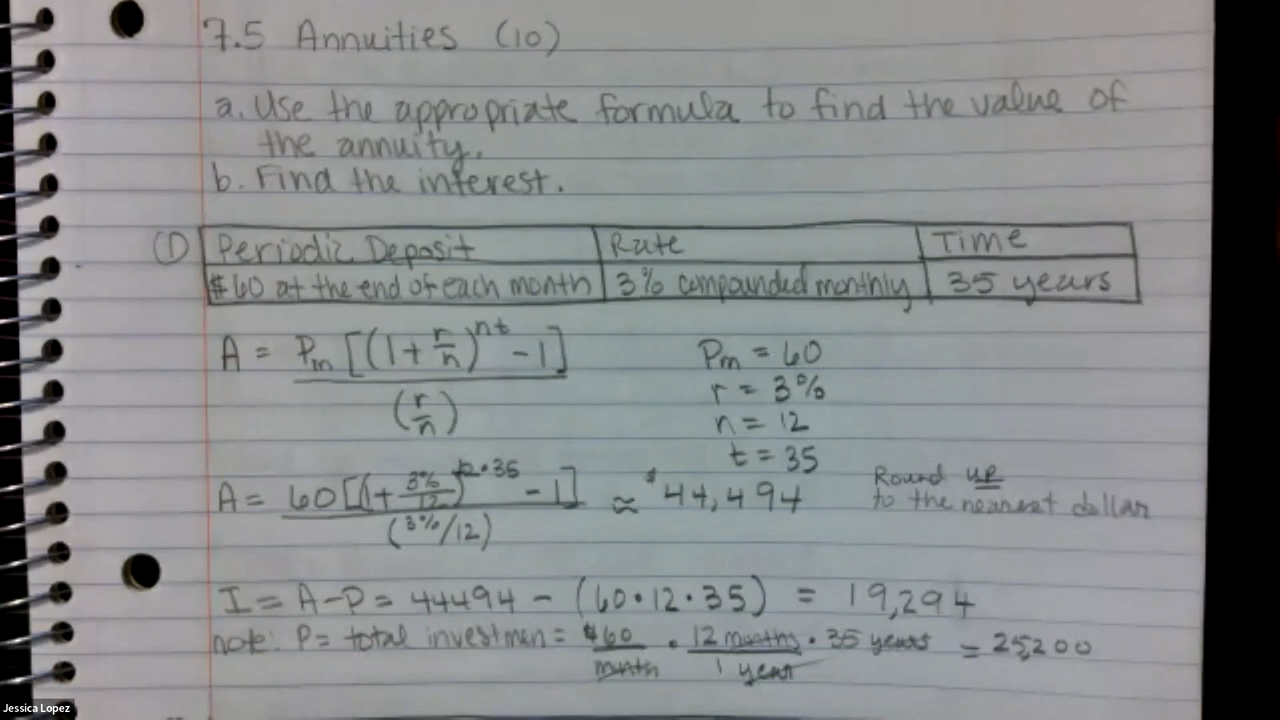 7.5 Annuities (10)
a. Use the appropriate formula to find the value of
the annuity.
b. Find the interest.
① Periodic Deposit | Rate | Time
$60 at the end of each month | 3% compounded monthly | 35 years
A = Pm [(1 + r/n)^nt - 1] / (r/n)
Pm = 60
r = 3%
n = 12
t = 35
A = 60[(1 + 3%/12)^12·35 - 1] / (3%/12) ≈ $44,494
Round up
to the nearest dollar
I = A - P = 44494 - (60·12·35) = 19,294
note: P = total investmen = $60/month · 12 months/1 year · 35 years = 25,200
Jessica Lopez